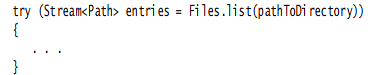 try (Stream<Path> entries = Files.list(pathToDirectory))
{
. . .
}